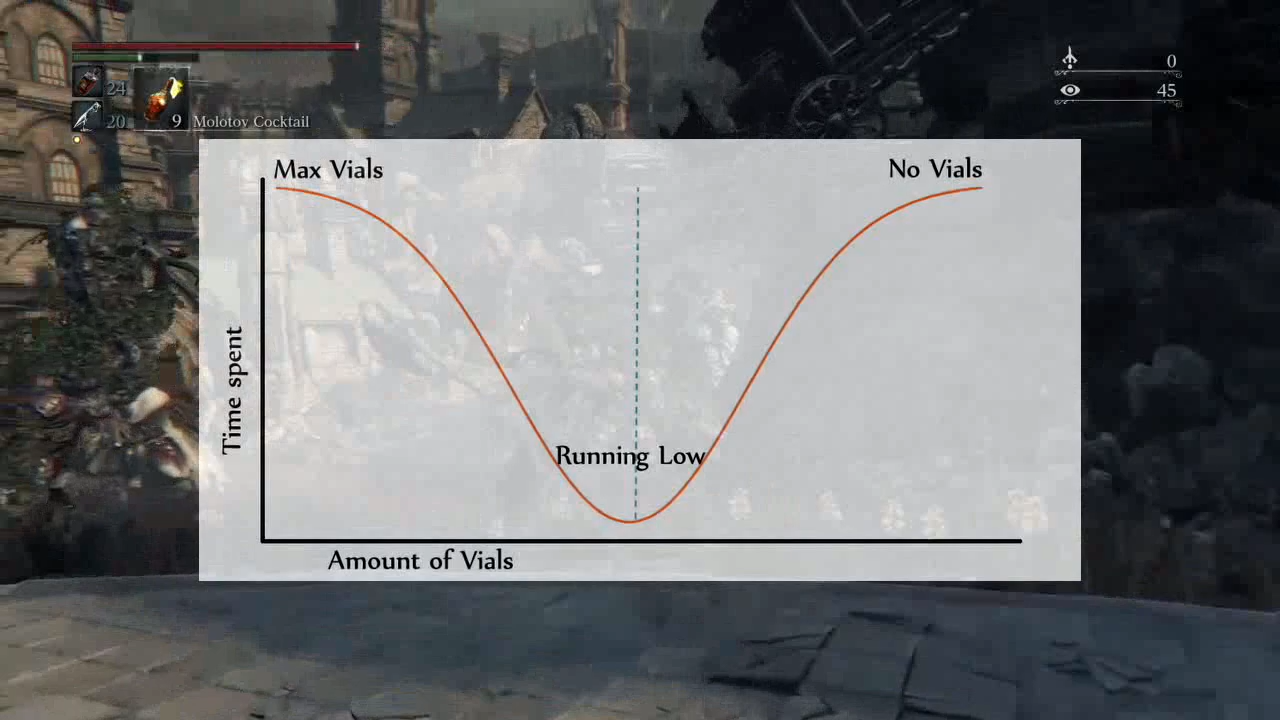 0
24
45
20
9 Molotov Cocktail
Max Vials
No Vials
Time spent
Running Low
Amount of Vials